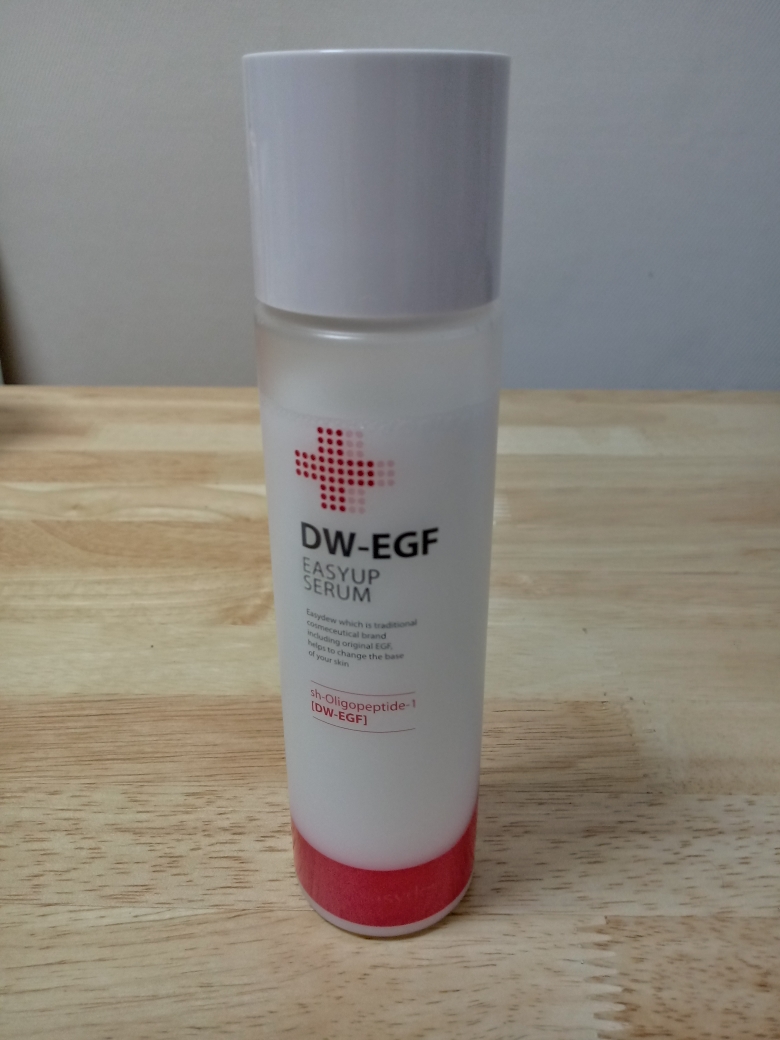 DW-EGF
EASYUP
SERUM
Easydew which is traditional
cosmeceutical brand
including original EGF,
helps to change the base
of your skin
sh-Oligopeptide-1
[DW-EGF]